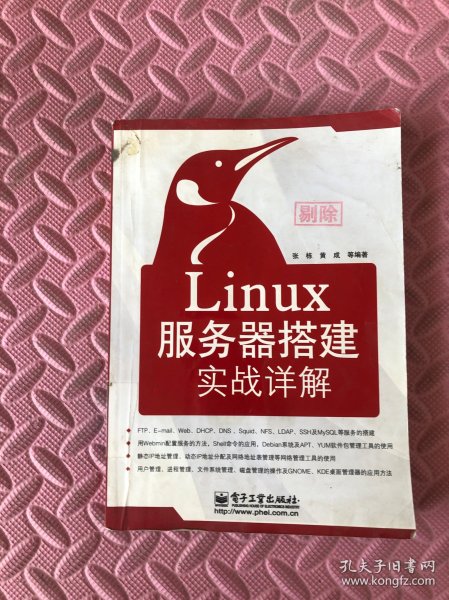 剔除
张 栋 黄 成 等编著
Linux
服务器搭建
实战详解
FTP、E-mail、Web、DHCP、DNS、Squid、NFS、LDAP、SSH及MySQL等服务的搭建
用Webmin配置服务的方法、Shell命令的应用、Debian系统及APT、YUM软件包管理工具的使用
静态IP地址管理、动态IP地址分配及网络地址表管理等网络管理工具的使用
用户管理、进程管理、文件系统管理、磁盘管理的操作及GNOME、KDE桌面管理器的应用方法
电子工业出版社
PUBLISHING HOUSE OF ELECTRONICS INDUSTRY
http://www.phei.com.cn
孔夫子旧书网
www.kongfz.com